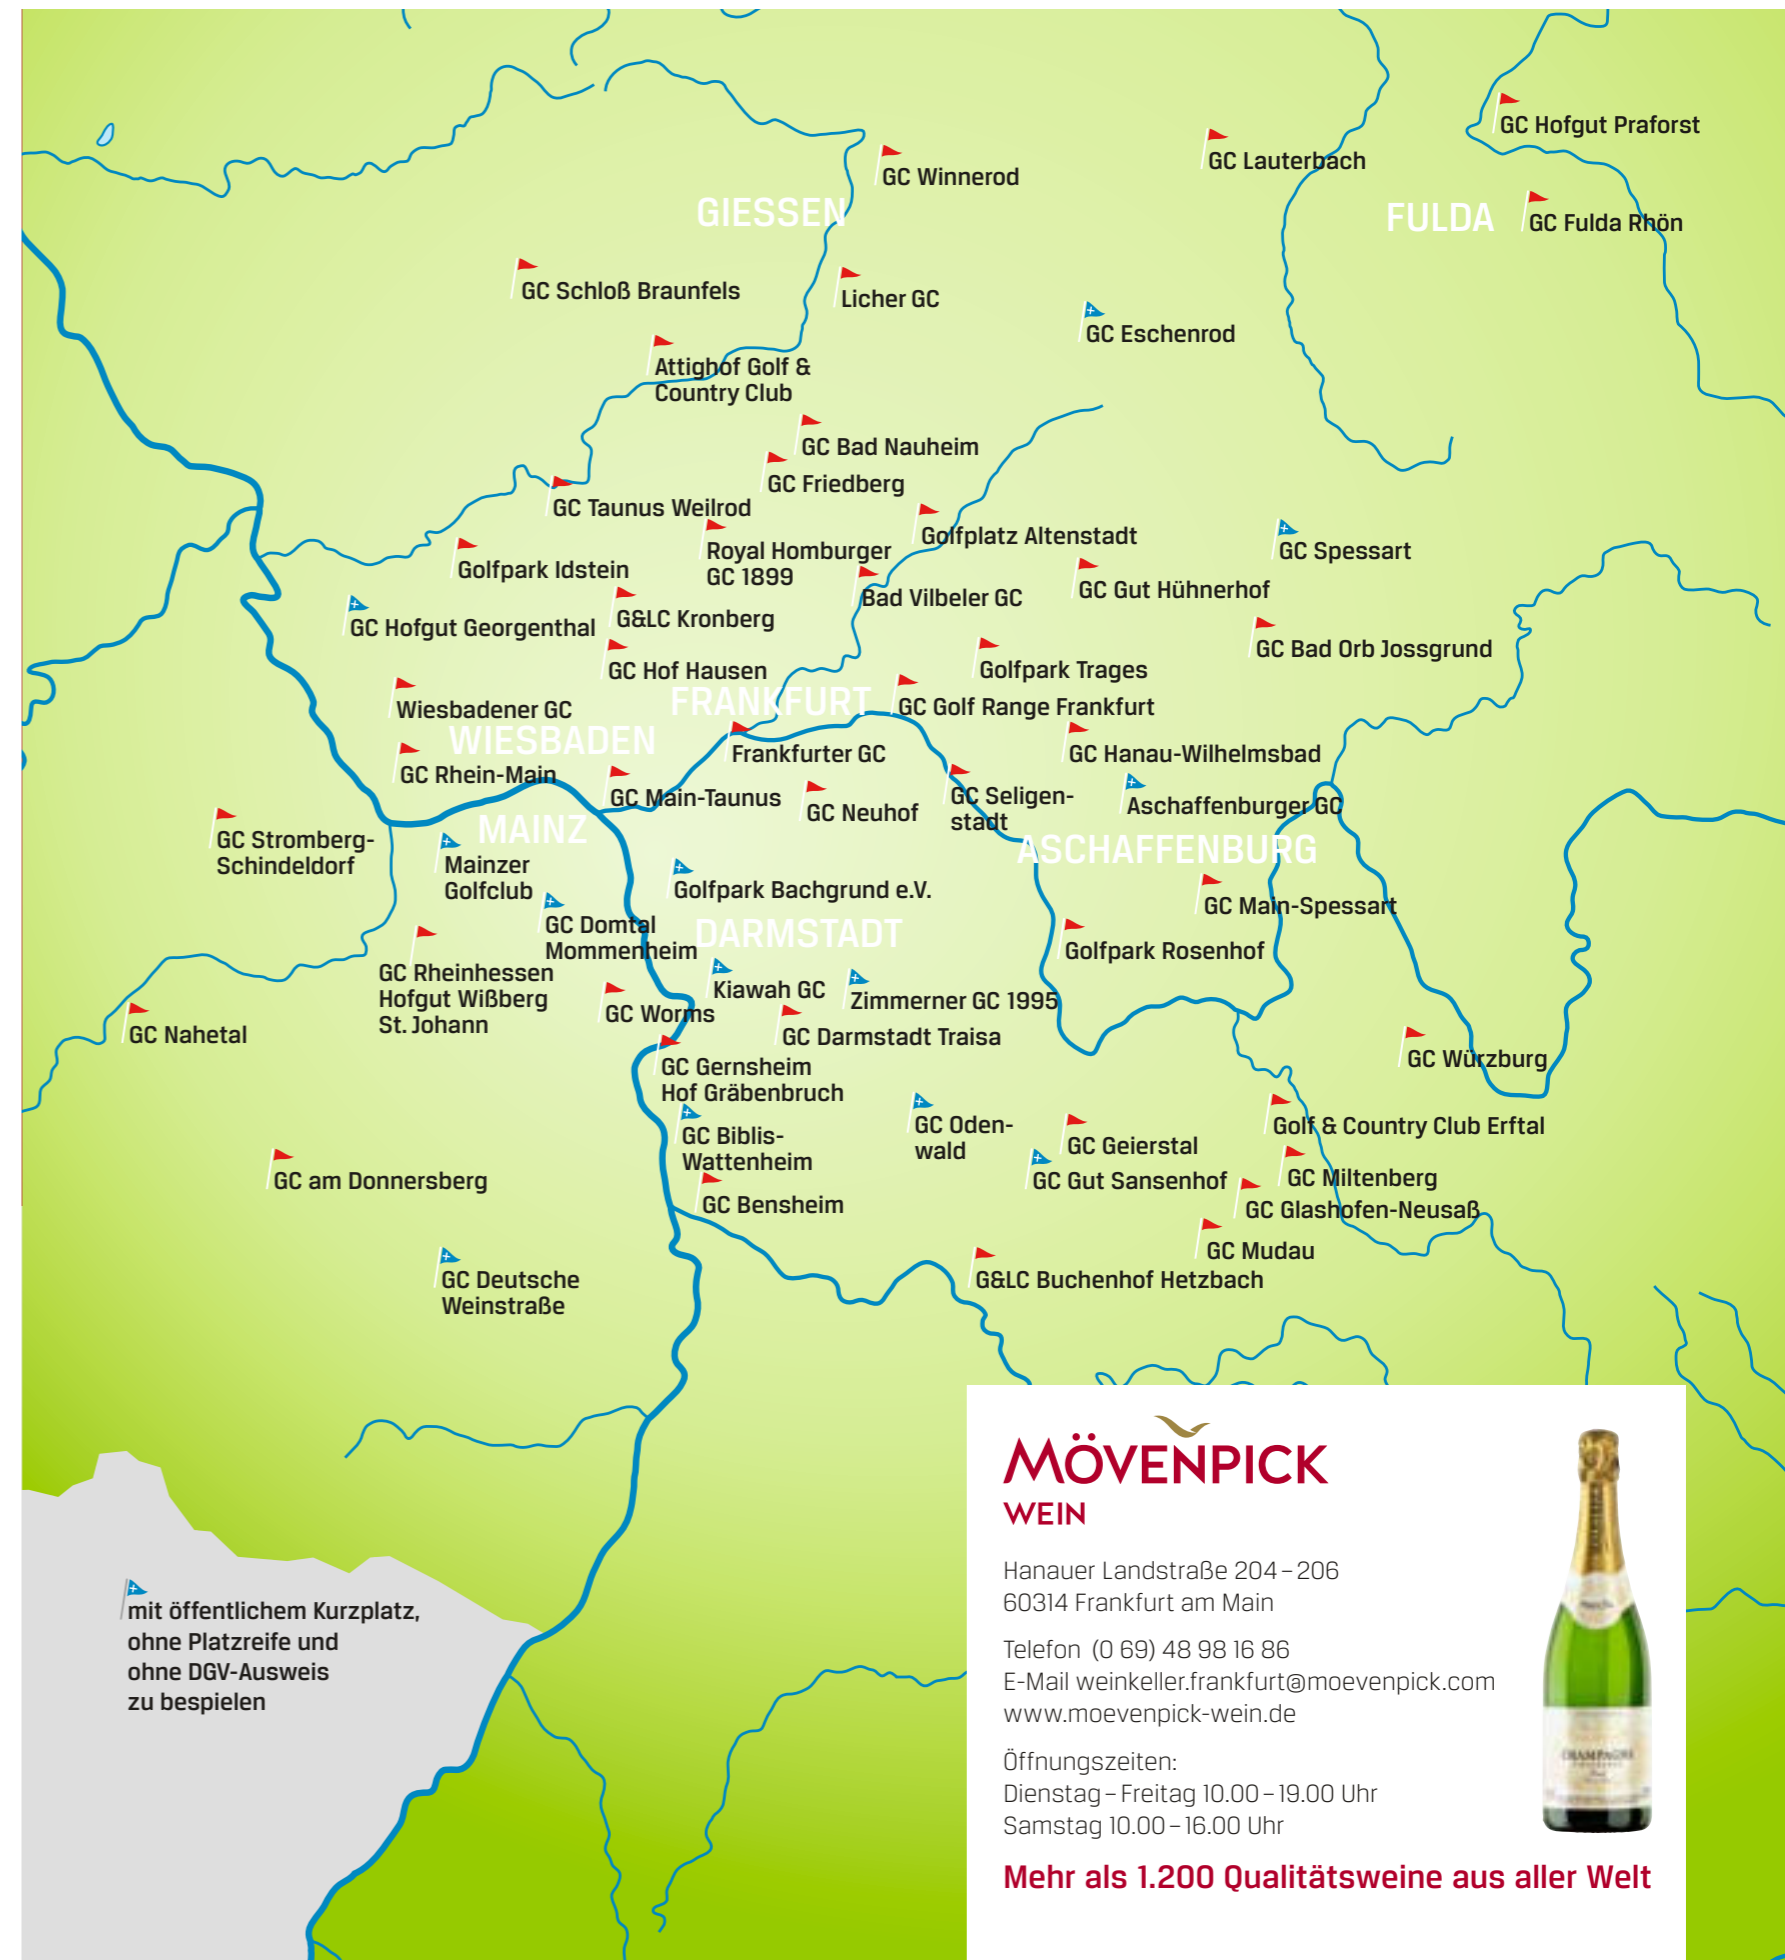 GC Hofgut Praforst
GC Lauterbach
GC Winnerod
GIESSEN
FULDA
GC Fulda Rhön
GC Schloß Braunfels
Licher GC
GC Eschenrod
Attighof Golf &
Country Club
GC Bad Nauheim
GC Friedberg
GC Taunus Weilrod
Golfplatz Altenstadt
Royal Homburger
GC 1899
GC Spessart
Golfpark Idstein
GC Gut Hühnerhof
Bad Vilbeler GC
GC Hofgut Georgenthal
G&LC Kronberg
GC Bad Orb Jossgrund
GC Hof Hausen
Golfpark Trages
FRANKFURT
GC Golf Range Frankfurt
Wiesbadener GC
WIESBADEN
Frankfurter GC
GC Hanau-Wilhelmsbad
GC Rhein-Main
GC Main-Taunus
GC Neuhof
GC Seligen-
stadt
Aschaffenburger GC
MAINZ
GC Stromberg-
Schindeldorf
ASCHAFFENBURG
Mainzer
Golfclub
Golfpark Bachgrund e.V.
GC Main-Spessart
GC Domtal
Mommenheim
DARMSTADT
Golfpark Rosenhof
GC Rheinhessen
Hofgut Wißberg
St. Johann
Kiawah GC
Zimmerner GC 1995
GC Worms
GC Nahetal
GC Darmstadt Traisa
GC Würzburg
GC Gernsheim
Hof Gräbenbruch
GC Oden-
wald
Golf & Country Club Erftal
GC Biblis-
Wattenheim
GC Geierstal
GC am Donnersberg
GC Gut Sansenhof
GC Miltenberg
GC Bensheim
GC Glashofen-Neusaß
GC Mudau
GC Deutsche
Weinstraße
G&LC Buchenhof Hetzbach
mit öffentlichem Kurzplatz,
ohne Platzreife und
ohne DGV-Ausweis
zu bespielen
MÖVENPICK
WEIN
Hanauer Landstraße 204 – 206
60314 Frankfurt am Main
Telefon (0 69) 48 98 16 86
E-Mail weinkeller.frankfurt@moevenpick.com
www.moevenpick-wein.de
Öffnungszeiten:
Dienstag – Freitag 10.00 – 19.00 Uhr
Samstag 10.00 – 16.00 Uhr
CHAMPAGNE
Mehr als 1.200 Qualitätsweine aus aller Welt